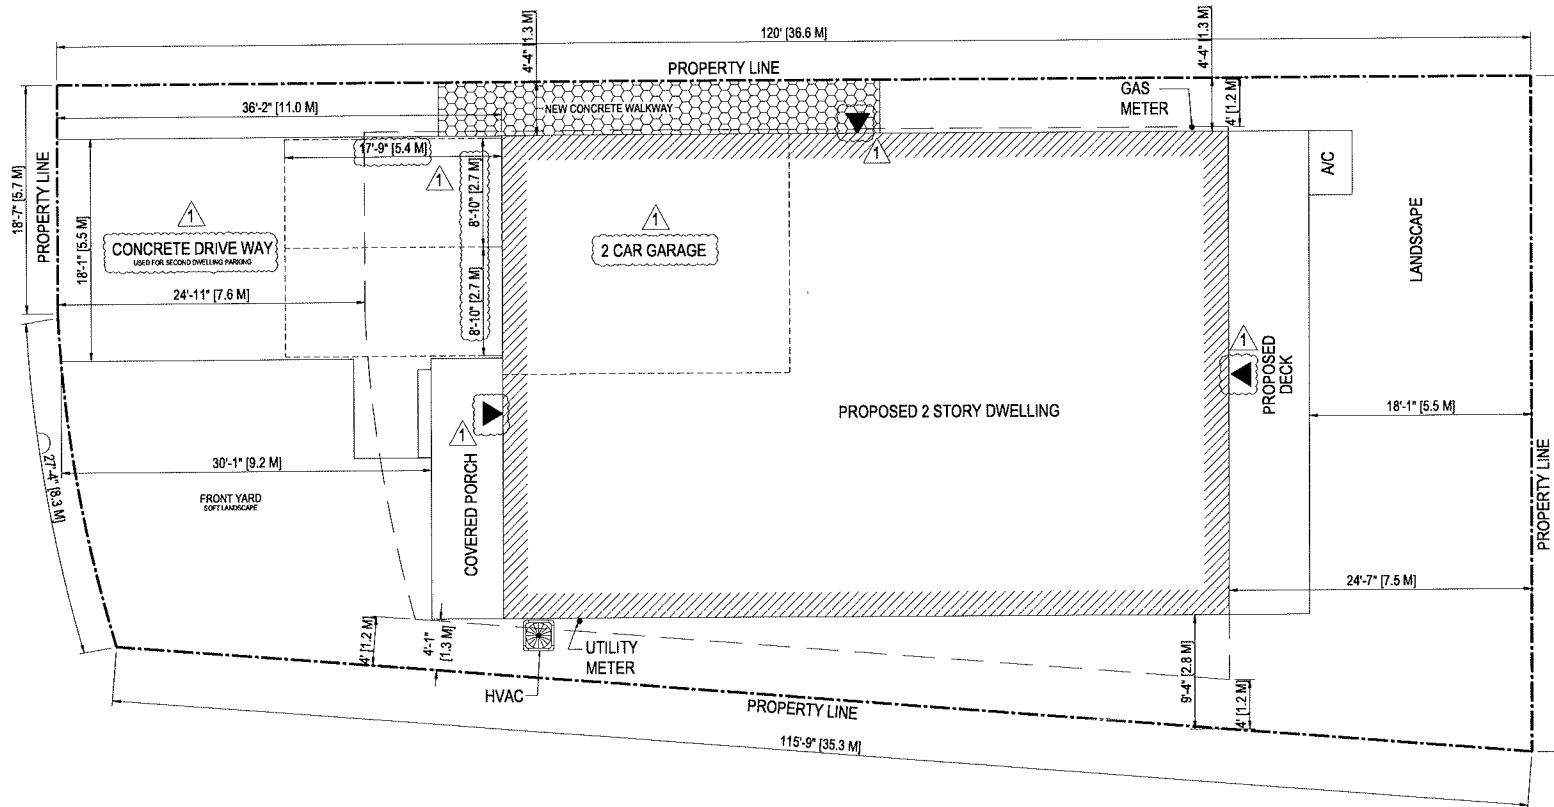 120' [36.6 M]
4'-4" [1.3 M]
4'-4" [1.3 M]
PROPERTY LINE
GAS
METER
4' [1.2 M]
36'-2" [11.0 M]
NEW CONCRETE WALKWAY
17'-9" [5.4 M]
1
1
A/C
18'-7" [5.7 M]
PROPERTY LINE
18'-1" [5.5 M]
8'-10" [2.7 M]
8'-10" [2.7 M]
1
CONCRETE DRIVE WAY
USED FOR SECOND DWELLING PARKING
1
2 CAR GARAGE
LANDSCAPE
24'-11" [7.6 M]
1
PROPOSED
DECK
PROPOSED 2 STORY DWELLING
18'-1" [5.5 M]
1
27'-4" [8.3 M]
30'-1" [9.2 M]
COVERED PORCH
FRONT YARD
SOFT LANDSCAPE
PROPERTY LINE
24'-7" [7.5 M]
4' [1.2 M]
4'-1"
[1.3 M]
UTILITY
METER
HVAC
9'-4" [2.8 M]
4' [1.2 M]
PROPERTY LINE
115'-9" [35.3 M]